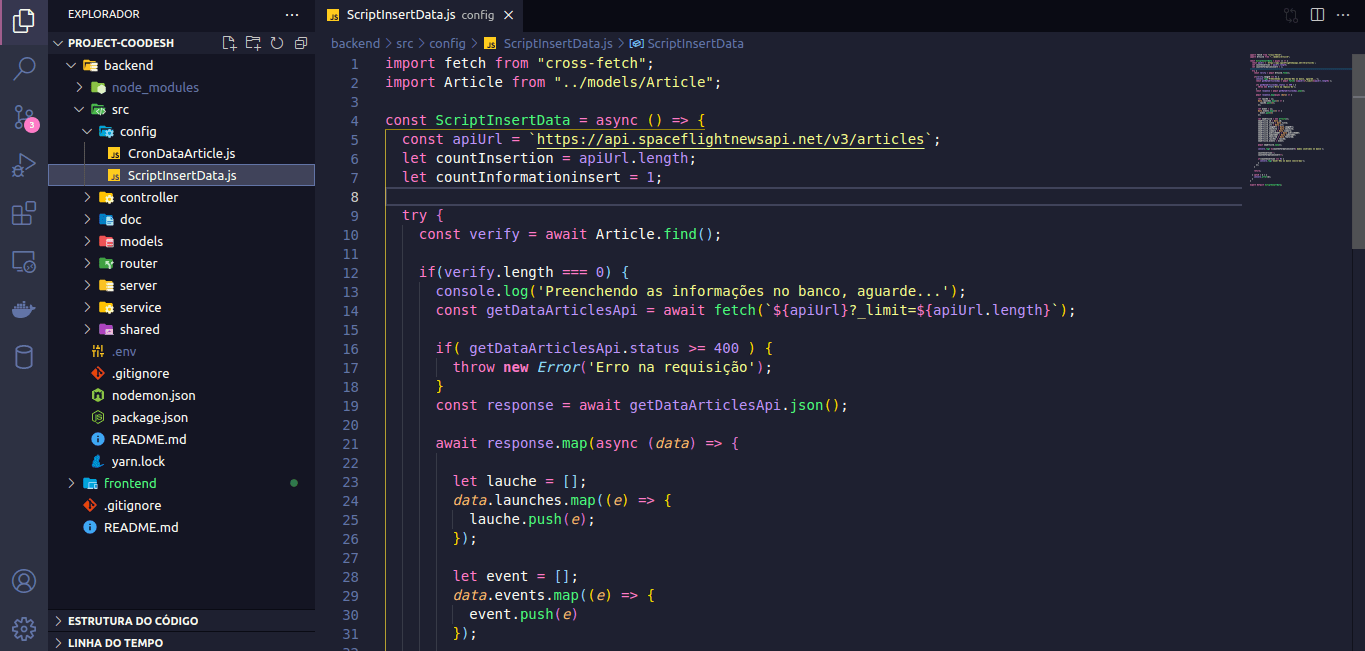 EXPLORADOR
PROJECT-COODESH
backend
node_modules
src
config
CronDataArticle.js
ScriptInsertData.js
controller
doc
models
router
server
service
shared
.env
.gitignore
nodemon.json
package.json
README.md
yarn.lock
frontend
.gitignore
README.md
ESTRUTURA DO CÓDIGO
LINHA DO TEMPO
3
ScriptInsertData.js config
backend > src > config > ScriptInsertData.js > ScriptInsertData
1 import fetch from "cross-fetch";
2 import Article from "../models/Article";
3
4 const ScriptInsertData = async () => {
5 const apiUrl = `https://api.spaceflightnewsapi.net/v3/articles`;
6 let countInsertion = apiUrl.length;
7 let countInformationinsert = 1;
8
9 try {
10 const verify = await Article.find();
11
12 if(verify.length === 0) {
13 console.log('Preenchendo as informações no banco, aguarde...');
14 const getDataArticlesApi = await fetch(`${apiUrl}?_limit=${apiUrl.length}`);
15
16 if( getDataArticlesApi.status >= 400 ) {
17 throw new Error('Erro na requisição');
18 }
19 const response = await getDataArticlesApi.json();
20
21 await response.map(async (data) => {
22
23 let lauche = [];
24 data.launches.map((e) => {
25 lauche.push(e);
26 });
27
28 let event = [];
29 data.events.map((e) => {
30 event.push(e)
31 });